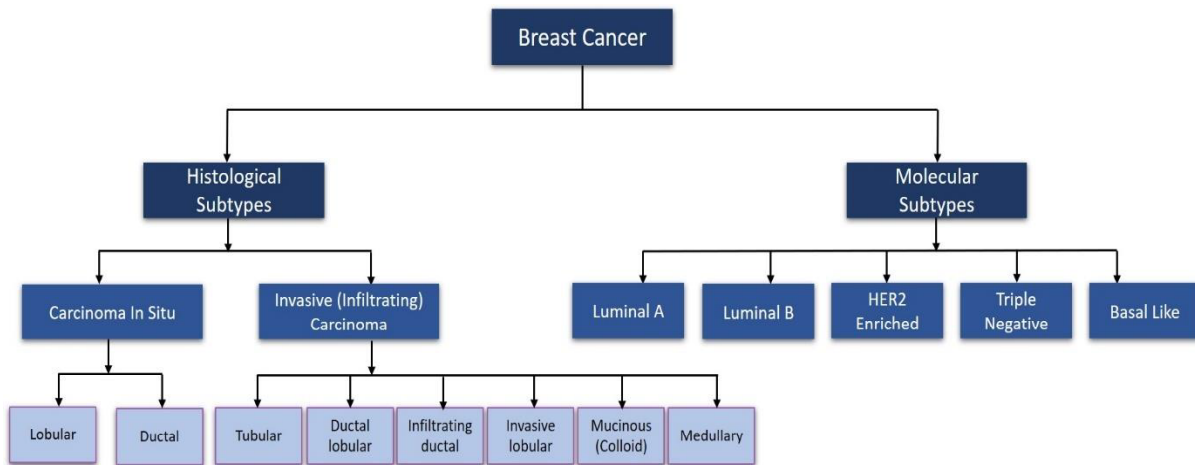 Breast Cancer
Histological
Subtypes
Molecular
Subtypes
Carcinoma In Situ
Invasive (Infiltrating)
Carcinoma
Luminal A
Luminal B
HER2
Enriched
Triple
Negative
Basal Like
Lobular
Ductal
Tubular
Ductal
lobular
Infiltrating
ductal
Invasive
lobular
Mucinous
(Colloid)
Medullary